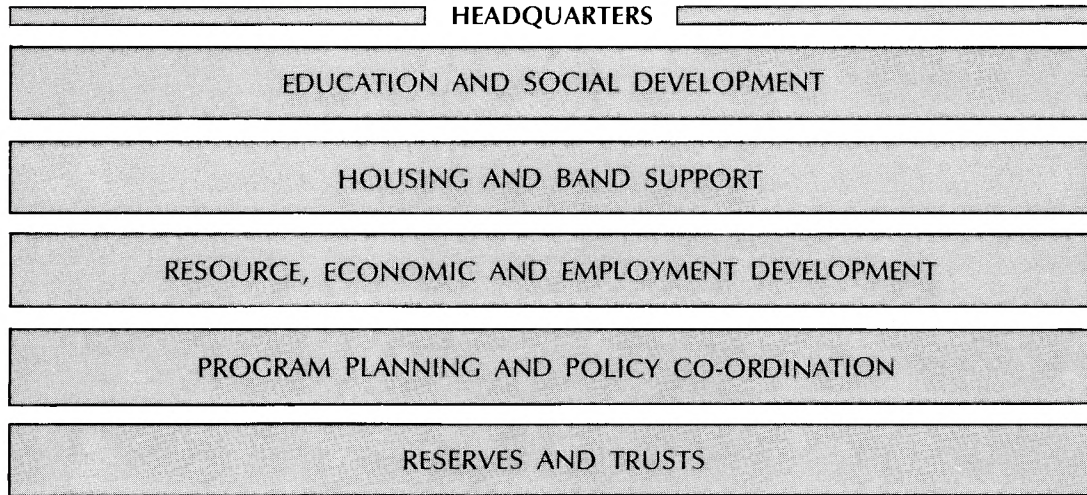 HEADQUARTERS
EDUCATION AND SOCIAL DEVELOPMENT
HOUSING AND BAND SUPPORT
RESOURCE, ECONOMIC AND EMPLOYMENT DEVELOPMENT
PROGRAM PLANNING AND POLICY CO-ORDINATION
RESERVES AND TRUSTS